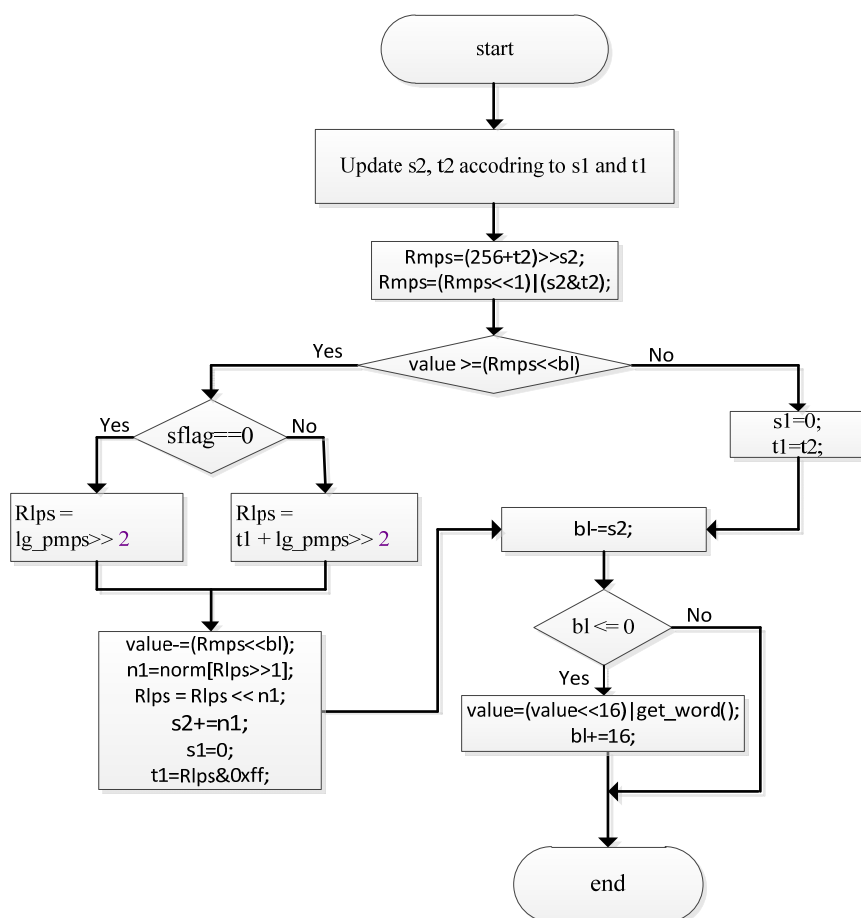 start
Update s2, t2 accodring to s1 and t1
Rmps=(256+t2)>>s2;
Rmps=(Rmps<<1)|(s2&t2);
value >=(Rmps<<bl)
Yes
No
sflag==0
Yes
No
s1=0;
t1=t2;
Rlps =
lg_pmps>> 2
Rlps =
t1 + lg_pmps>> 2
bl-=s2;
value-=(Rmps<<bl);
n1=norm[Rlps>>1];
Rlps = Rlps << n1;
s2+=n1;
s1=0;
t1=Rlps&0xff;
bl <= 0
No
Yes
value=(value<<16)|get_word();
bl+=16;
end